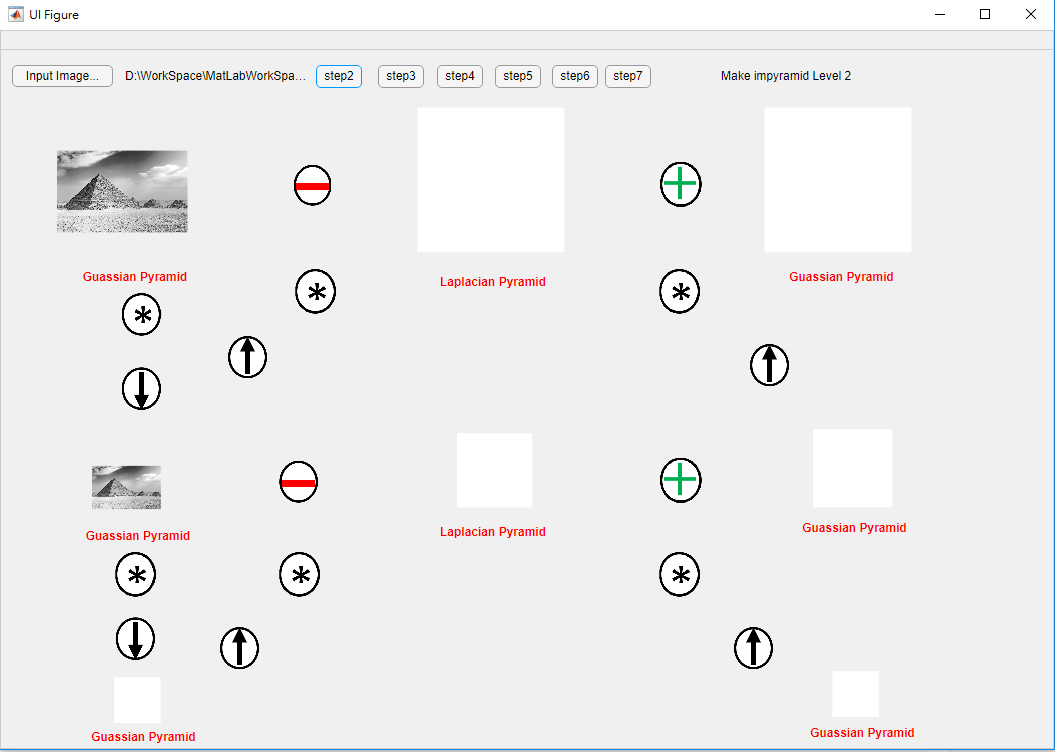 UI Figure
Input Image... D:\WorkSpace\MatLabWorkSpa... step2 step3 step4 step5 step6 step7 Make impyramid Level 2
Guassian Pyramid
Laplacian Pyramid
Guassian Pyramid
*
*
*
Guassian Pyramid
Laplacian Pyramid
Guassian Pyramid
*
*
*
Guassian Pyramid
Guassian Pyramid